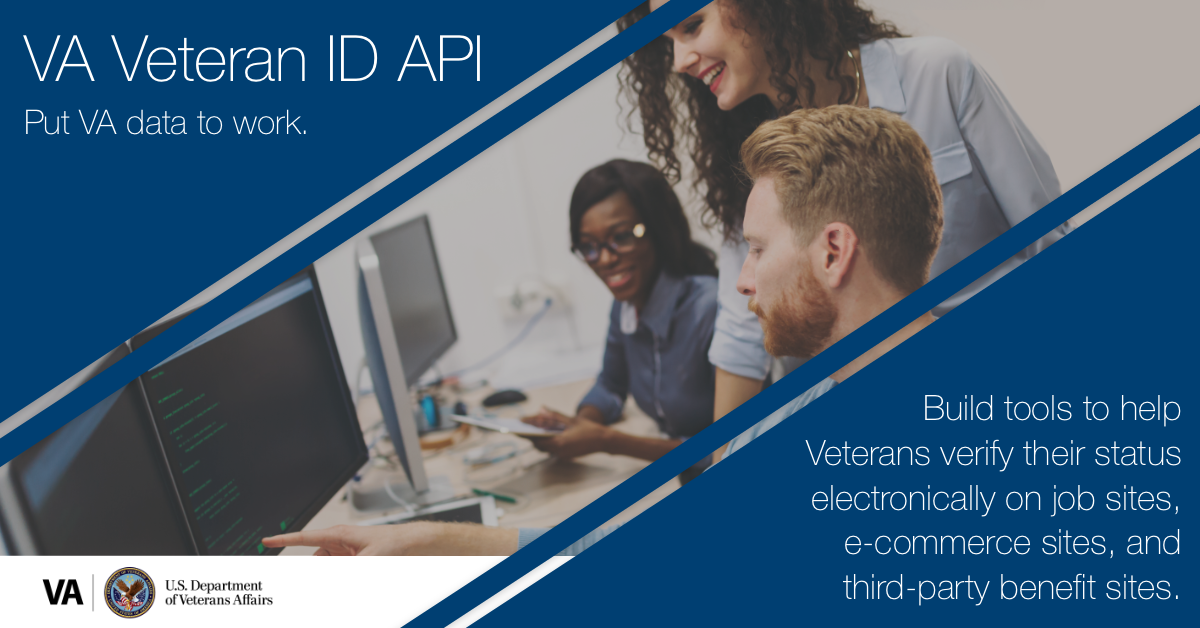 VA Veteran ID API
Put VA data to work.
Build tools to help
Veterans verify their status
electronically on job sites,
e-commerce sites, and
third-party benefit sites.
VA
U.S. Department
of Veterans Affairs